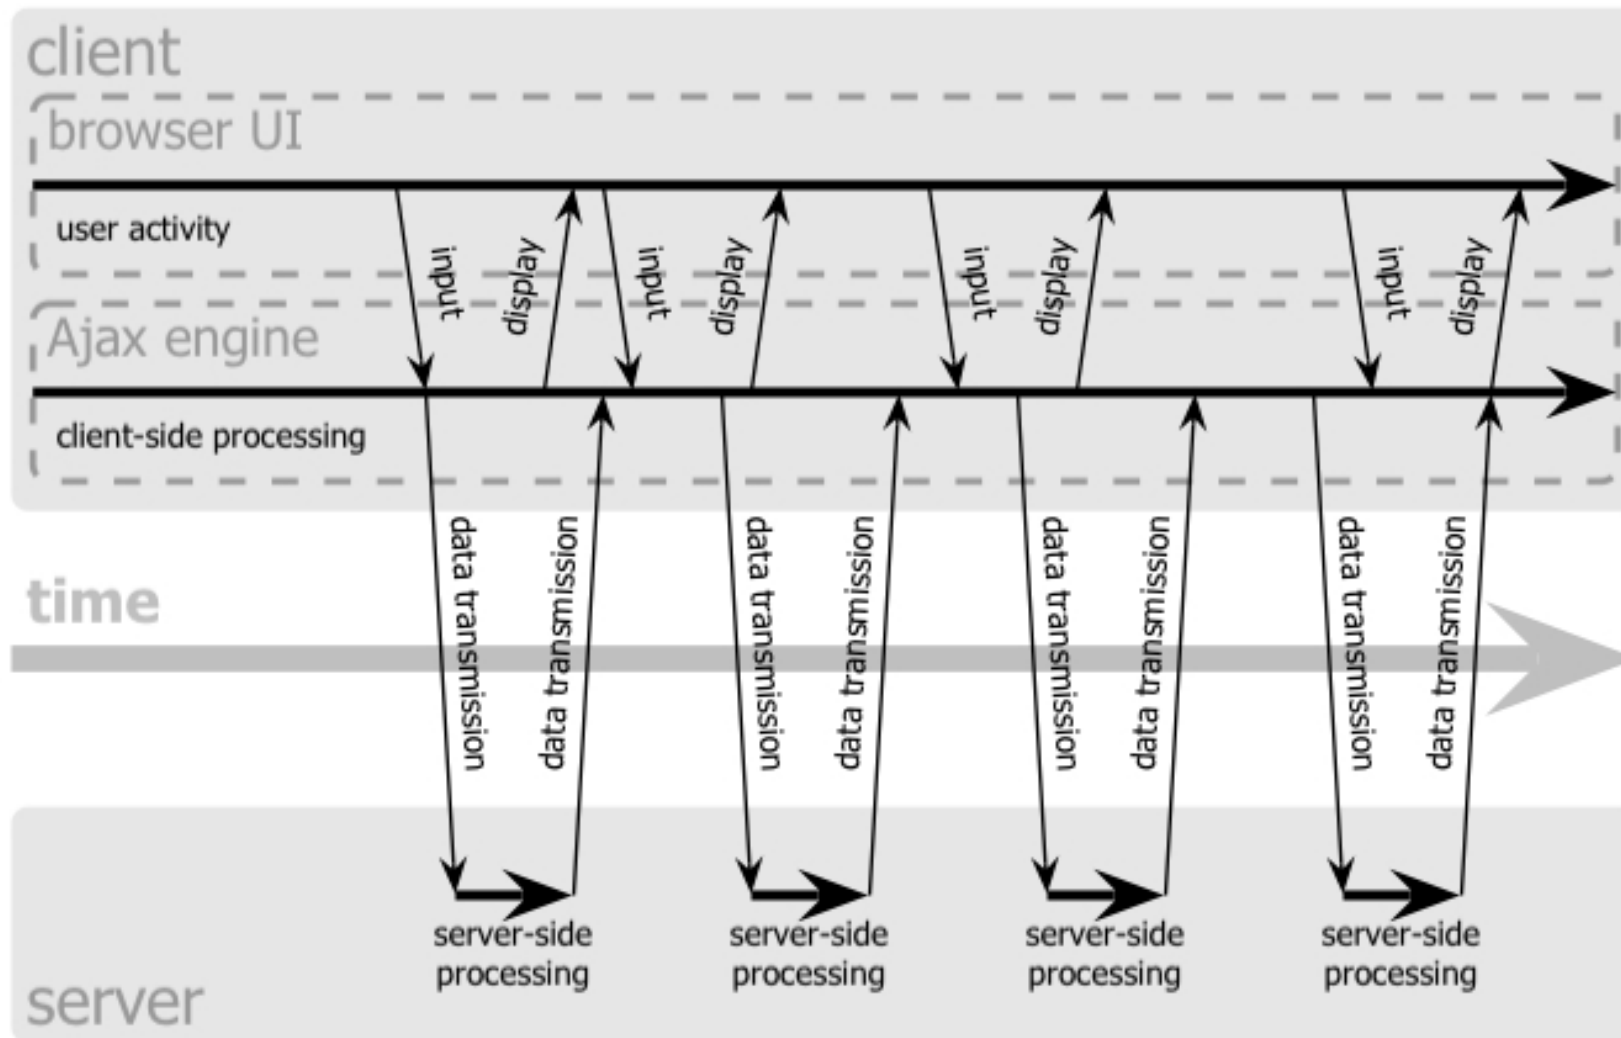 client
browser UI
user activity
input
display
input
display
input
display
input
display
Ajax engine
client-side processing
data transmission
data transmission
data transmission
data transmission
data transmission
data transmission
data transmission
data transmission
time
server-side
processing
server-side
processing
server-side
processing
server-side
processing
server